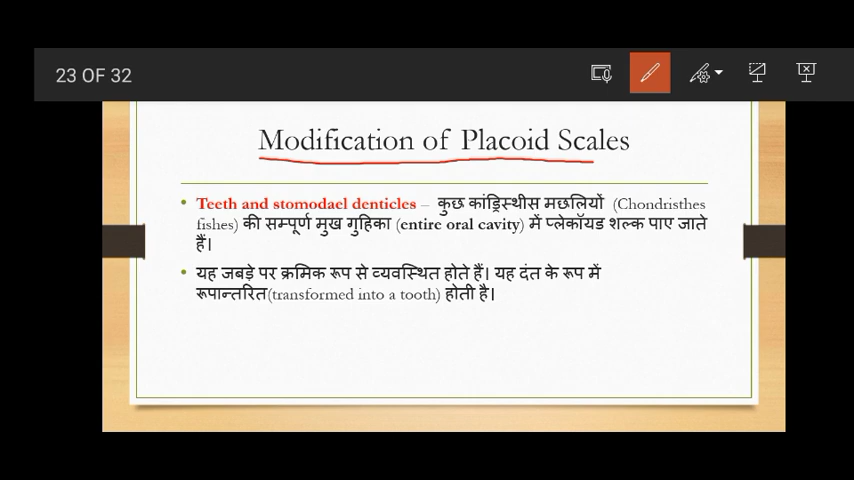 23 OF 32
Modification of Placoid Scales
• Teeth and stomodael denticles – कुछ कांड्रिस्थीस मछलियों (Chondristhes
fishes) की सम्पूर्ण मुख गुहिका (entire oral cavity) में प्लेकॉयड शल्क पाए जाते
हैं।
• यह जबड़े पर क्रमिक रूप से व्यवस्थित होते हैं। यह दंत के रूप में
रूपान्तरित(transformed into a tooth) होती है।